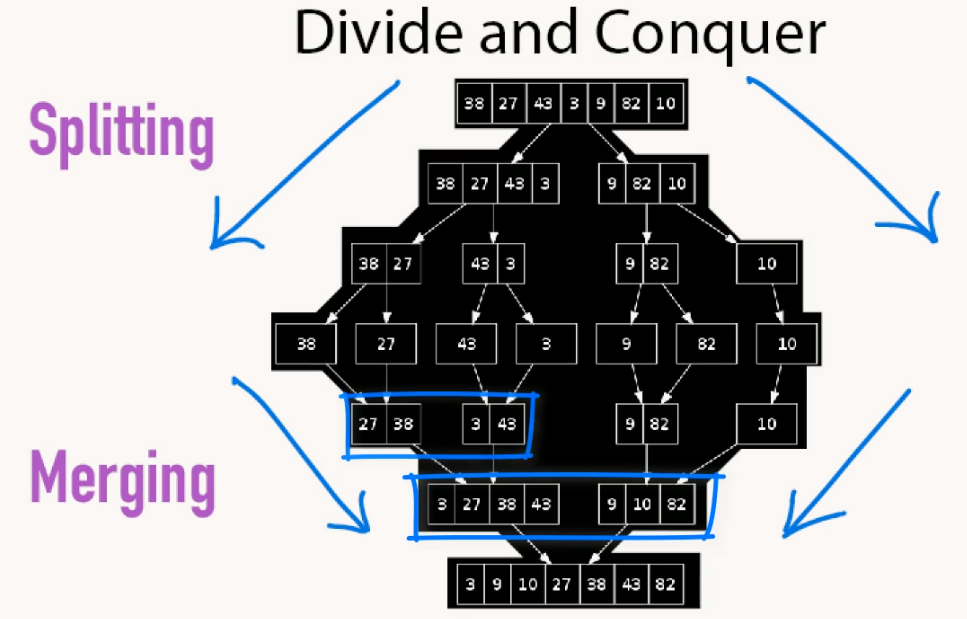 Divide and Conquer
Splitting
38 27 43 3 9 82 10
38 27 43 3 9 82 10
38 27 43 3 9 82 10
38 27 43 3 9 82 10
27 38 3 43 9 82 10
Merging
3 27 38 43 9 10 82
3 9 10 27 38 43 82